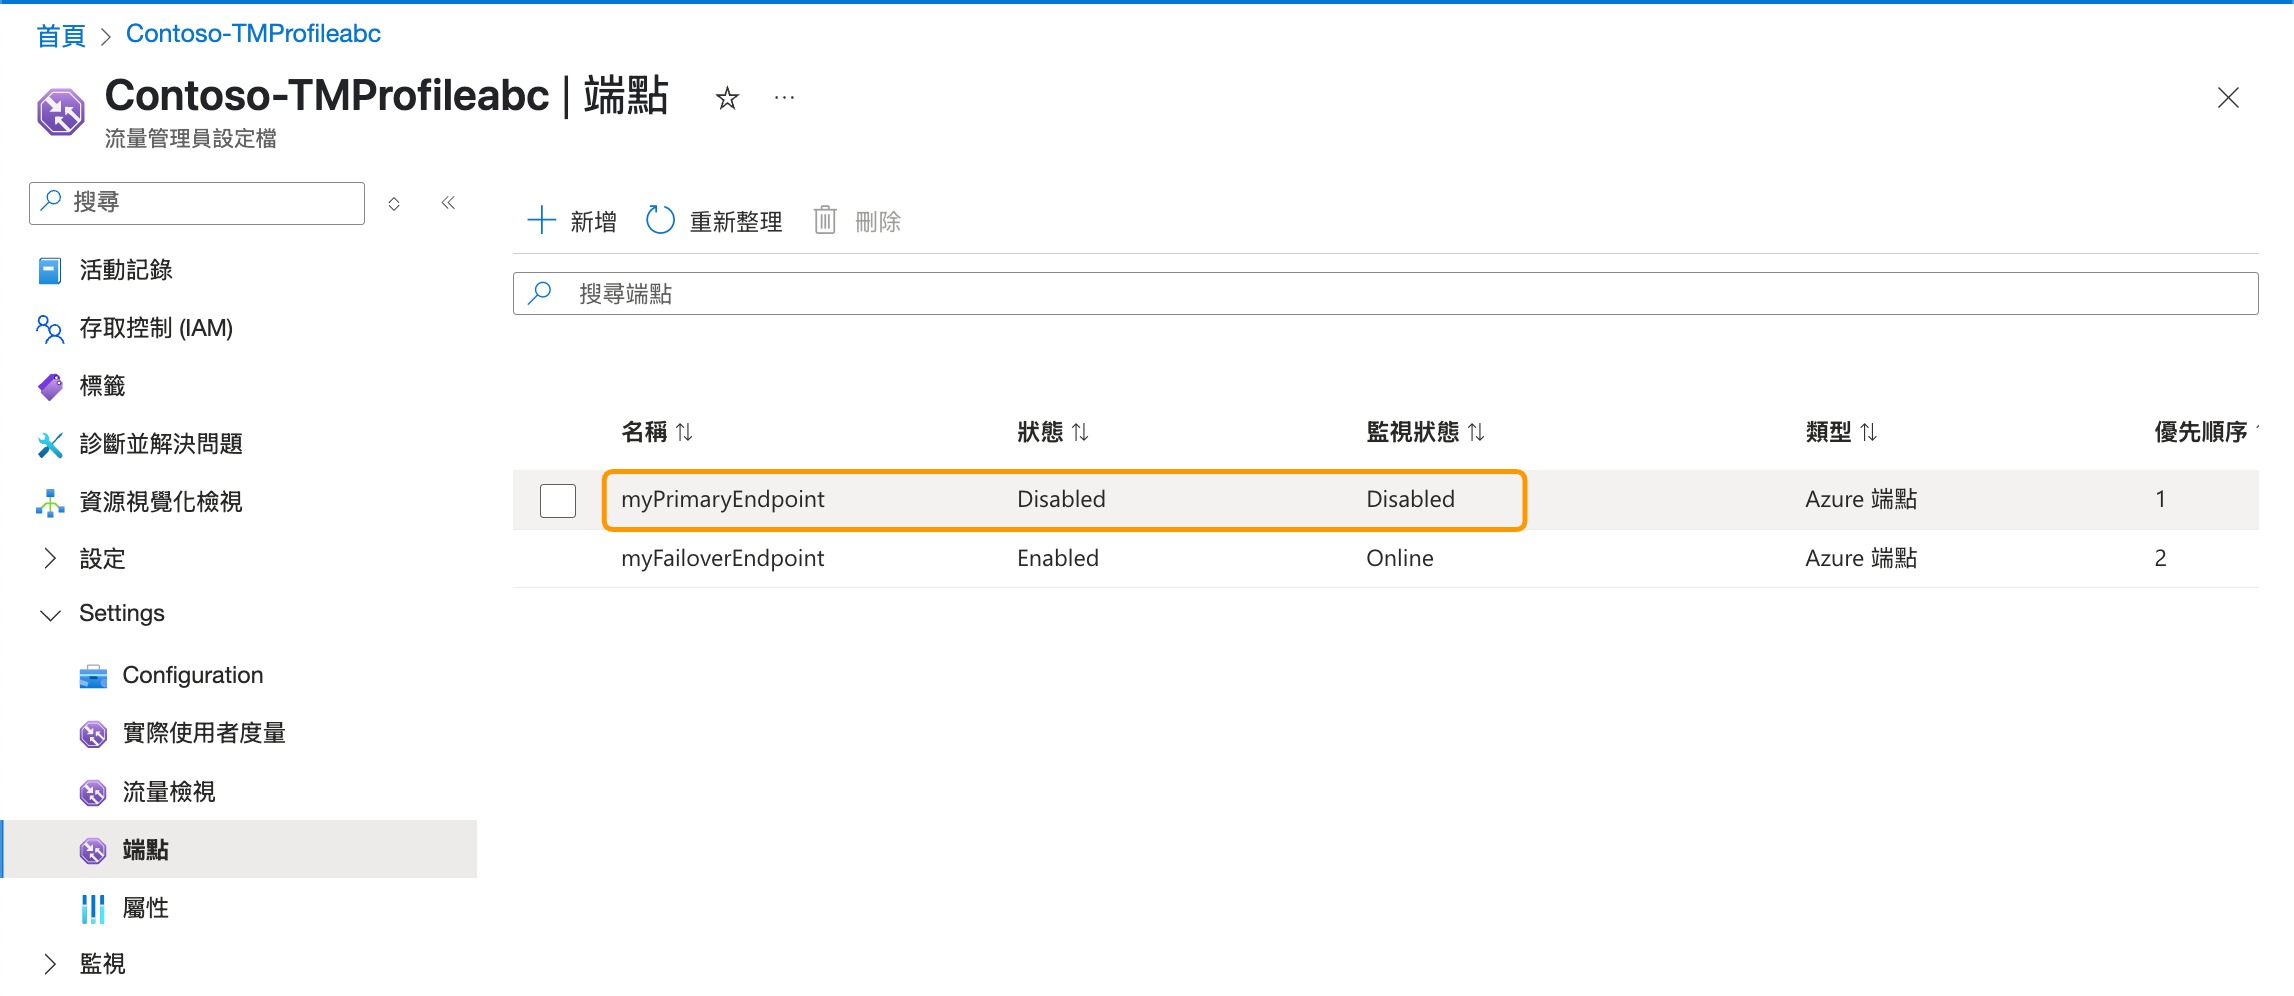 首頁 > Contoso-TMProfileabc
Contoso-TMProfileabc | 端點
流量管理員設定檔
搜尋
新增 重新整理 刪除
搜尋端點
活動記錄
存取控制 (IAM)
標籤
診斷並解決問題
資源視覺化檢視
設定
Settings
Configuration
實際使用者度量
流量檢視
端點
屬性
監視
名稱 狀態 監視狀態 類型 優先順序
myPrimaryEndpoint Disabled Disabled Azure 端點 1
myFailoverEndpoint Enabled Online Azure 端點 2